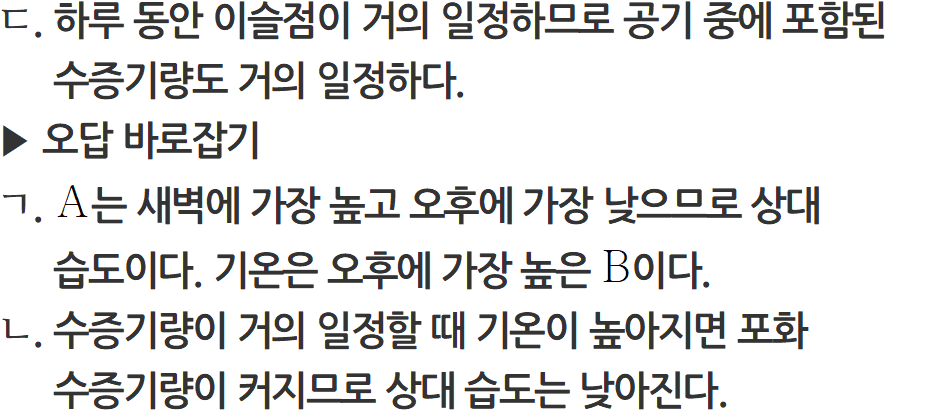 ㄷ. 하루 동안 이슬점이 거의 일정하므로 공기 중에 포함된
수증기량도 거의 일정하다.
▶ 오답 바로잡기
ㄱ. A는 새벽에 가장 높고 오후에 가장 낮으므로 상대
습도이다. 기온은 오후에 가장 높은 B이다.
ㄴ. 수증기량이 거의 일정할 때 기온이 높아지면 포화
수증기량이 커지므로 상대 습도는 낮아진다.